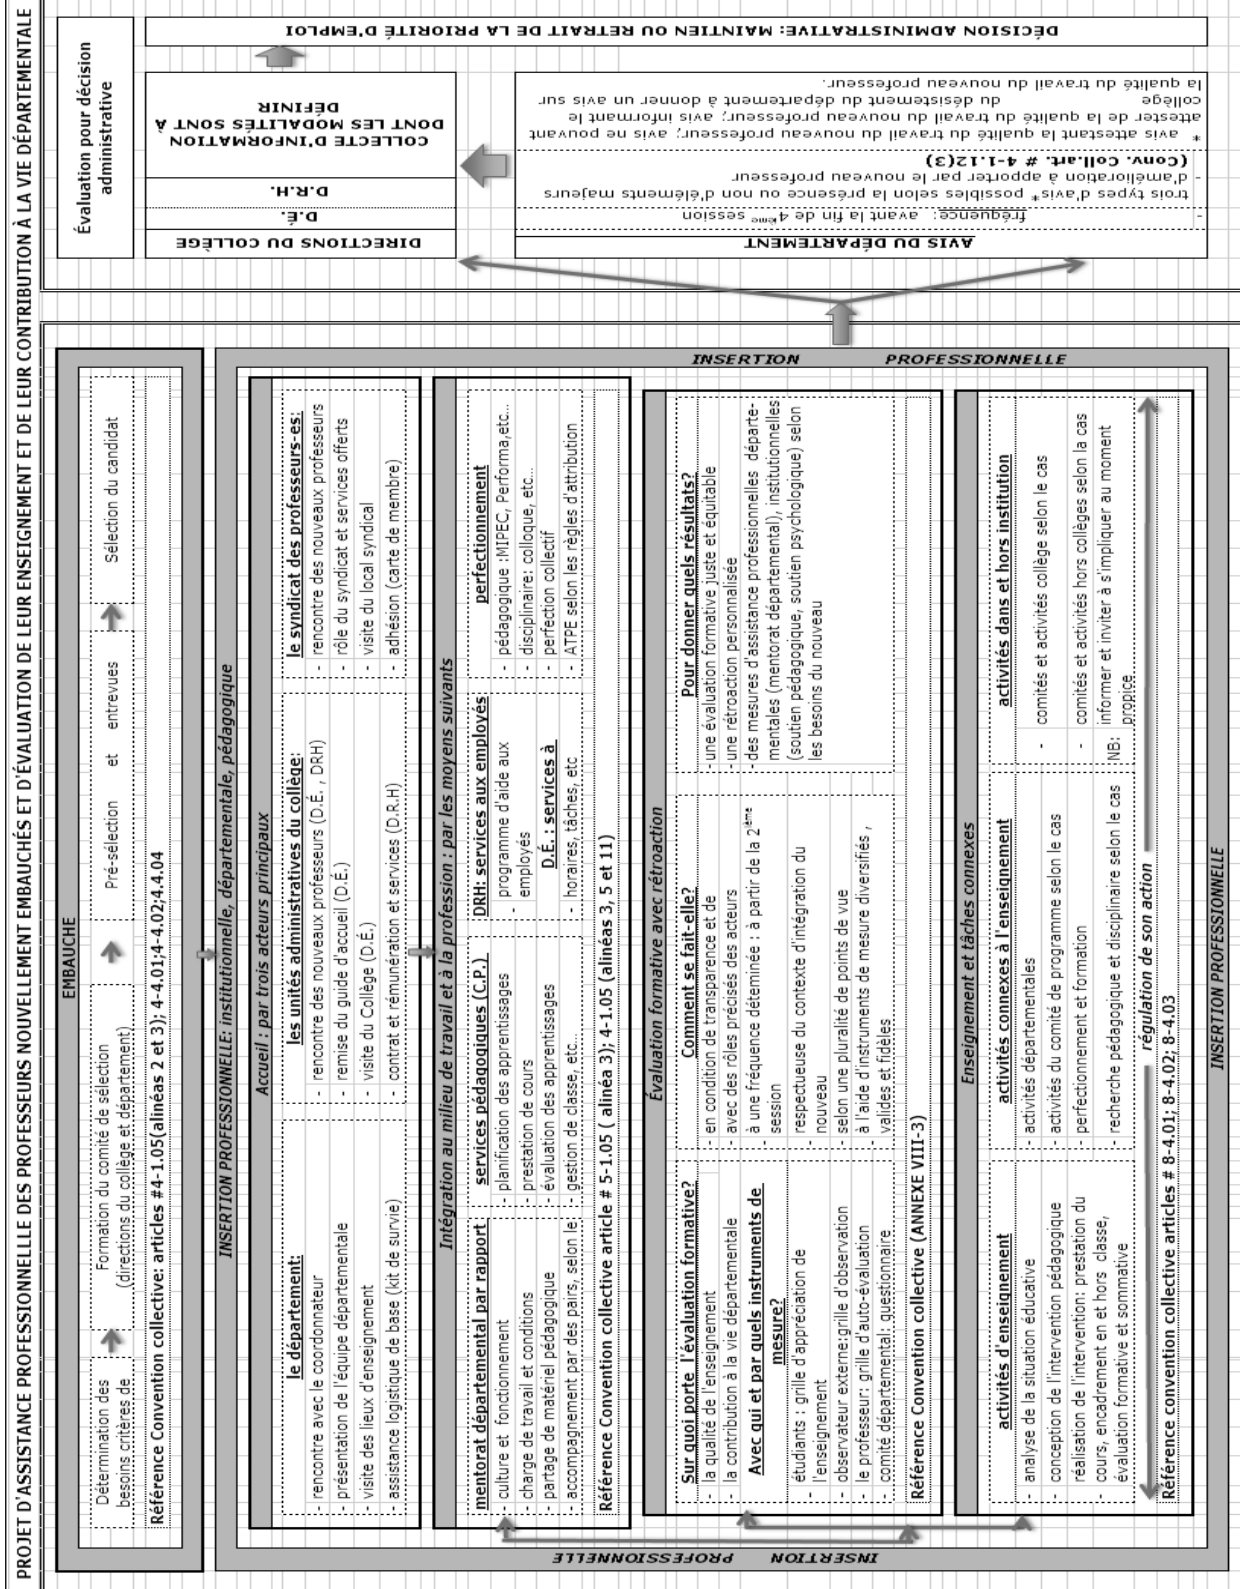 PROJET D'ASSISTANCE PROFESSIONNELLE DES PROFESSEURS NOUVELLEMENT EMBAUCHÉS ET D'ÉVALUATION DE LEUR ENSEIGNEMENT ET DE LEUR CONTRIBUTION À LA VIE DÉPARTEMENTALE
EMBAUCHE
Détermination des
besoins critères de
Formation du comité de sélection
(directions du collège et département)
Pré-sélection et entrevues
Sélection du candidat
Référence Convention collective: articles #4-1.05(alinéas 2 et 3); 4-4.01;4-4.02;4.4.04
INSERTION PROFESSIONNELLE: institutionnelle, départementale, pédagogique
Accueil : par trois acteurs principaux
le département:
- rencontre avec le coordonnateur
- présentation de l'équipe départementale
- visite des lieux d'enseignement
- assistance logistique de base (kit de survie)
les unités administratives du collège:
- rencontre des nouveaux professeurs (D.É. , DRH)
- remise du guide d'accueil (D.É.)
- visite du Collège (D.É.)
- contrat et rémunération et services (D.R.H)
le syndicat des professeurs-es:
- rencontre des nouveaux professeurs
- rôle du syndicat et services offerts
- visite du local syndical
- adhésion (carte de membre)
Intégration au milieu de travail et à la profession : par les moyens suivants
mentorat départemental par rapport
- culture et fonctionnement
- charge de travail et conditions
- partage de matériel pédagogique
- accompagnement par des pairs, selon le
services pédagogiques (C.P.)
- planification des apprentissages
- prestation de cours
- évaluation des apprentissages
- gestion de classe, etc..
DRH: services aux employés
- programme d'aide aux
employés
D.É. : services à
- horaires, tâches, etc
perfectionnement
- pédagogique :MIPEC, Performa,etc...
- disciplinaire: colloque, etc..
- perfection collectif
- ATPE selon les règles d'attribution
Référence Convention collective article # 5-1.05 ( alinéa 3); 4-1.05 (alinéas 3, 5 et 11)
Évaluation formative avec rétroaction
Sur quoi porte l'évaluation formative?
- la qualité de l'enseignement
- la contribution à la vie départementale
Avec qui et par quels instruments de
mesure?
- étudiants : grille d'appréciation de
l'enseignement
- observateur externe:grille d'observation
- le professeur: grille d'auto-évaluation
- comité départemental: questionnaire
Comment se fait-elle?
- en condition de transparence et de
- avec des rôles précisés des acteurs
- à une fréquence déteminée : à partir de la 2ième
session
- respectueuse du contexte d'intégration du
nouveau
- selon une pluralité de points de vue
- à l'aide d'instruments de mesure diversifiés ,
valides et fidèles
Pour donner quels résultats?
- une évaluation formative juste et équitable
- une rétroaction personnalisée
- des mesures d'assistance professionnelles départe-
mentales (mentorat départemental), institutionnelles
(soutien pédagogique, soutien psychologique) selon
les besoins du nouveau
Référence Convention collective (ANNEXE VIII-3)
Enseignement et tâches connexes
activités d'enseignement
- analyse de la situation éducative
- conception de l'intervention pédagogique
- réalisation de l'intervention: prestation du
cours, encadrement en et hors classe,
- évaluation formative et sommative
activités connexes à l'enseignement
- activités départementales
- activités du comité de programme selon le cas
- perfectionnement et formation
- recherche pédagogique et disciplinaire selon le cas
activités dans et hors institution
- comités et activités collège selon le cas
- comités et activités hors collèges selon la cas
NB: informer et inviter à s'impliquer au moment
propice.
régulation de son action
Référence convention collective articles # 8-4.01; 8-4.02; 8-4.03
INSERTION PROFESSIONNELLE
INSERTION PROFESSIONNELLE
INSERTION PROFESSIONNELLE
Évaluation pour décision
administrative
DIRECTIONS DU COLLÈGE
D.É.
D.R.H.
COLLECTE D'INFORMATION
DONT LES MODALITÉS SONT À
DÉFINIR
AVIS DU DÉPARTEMENT
- fréquence: avant la fin de 4ème session
trois types d'avis* possibles selon la présence ou non d'éléments majeurs
- d'amélioration à apporter par le nouveau professeur
(Conv. Coll.art. # 4-1.12(3)
* avis attestant la qualité du travail du nouveau professeur; avis ne pouvant
attester de la qualité du travail du nouveau professeur; avis informant le
collège du désistement du département à donner un avis sur
la qualité du travail du nouveau professeur.
DÉCISION ADMINISTRATIVE: MAINTIEN OU RETRAIT DE LA PRIORITÉ D'EMPLOI